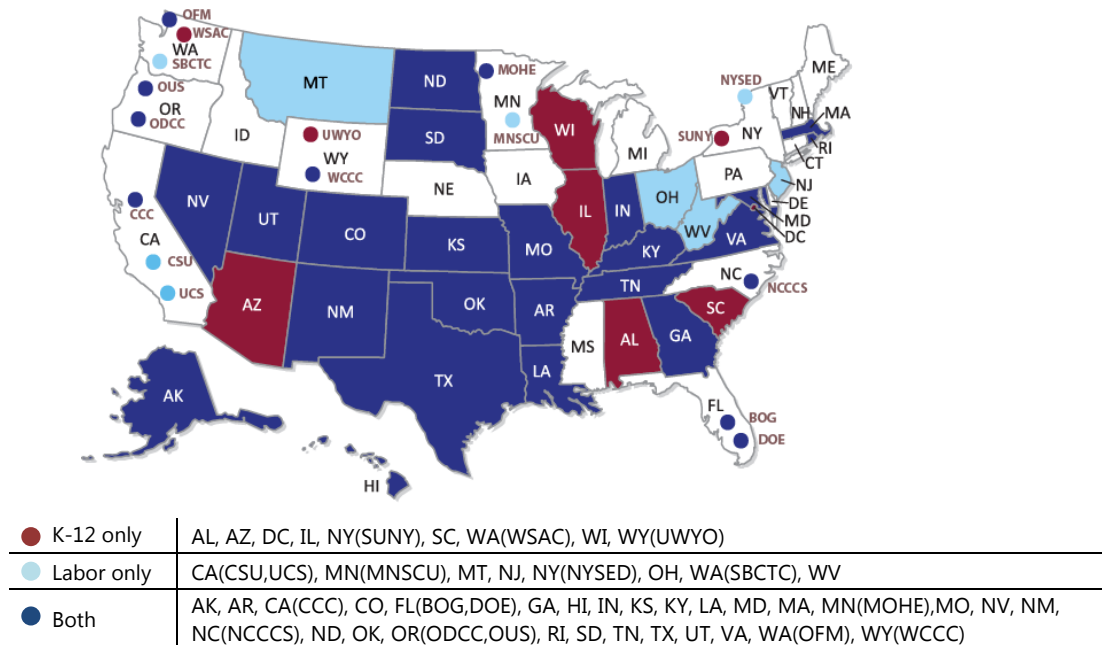 OFM
WSAC
WA
SBCTC
OUS
OR
ODCC
ID
MT
ND
SD
MOHE
MN
MNSCU
WI
MI
NYSED
VT
ME
NH
MA
SUNY
NY
RI
CT
PA
NJ
DE
MD
DC
UWYO
WY
WCCC
NE
IA
IL
IN
OH
WV
VA
KY
CCC
CA
CSU
UCS
NV
UT
CO
KS
MO
TN
NC
NCCCS
SC
AZ
NM
OK
AR
MS
AL
GA
TX
LA
FL
BOG
DOE
AK
HI
K-12 only AL, AZ, DC, IL, NY(SUNY), SC, WA(WSAC), WI, WY(UWYO)
Labor only CA(CSU,UCS), MN(MNSCU), MT, NJ, NY(NYSED), OH, WA(SBCTC), WV
Both AK, AR, CA(CCC), CO, FL(BOG,DOE), GA, HI, IN, KS, KY, LA, MD, MA, MN(MOHE),MO, NV, NM,
NC(NCCCS), ND, OK, OR(ODCC,OUS), RI, SD, TN, TX, UT, VA, WA(OFM), WY(WCCC)